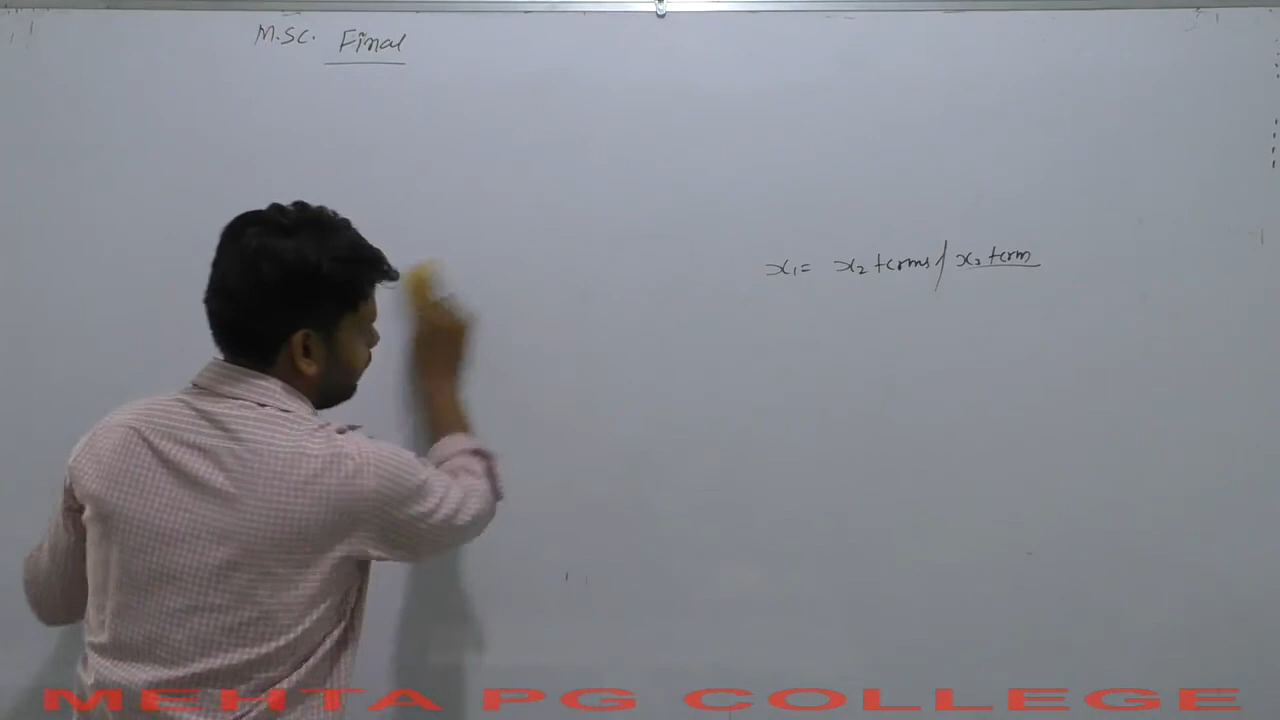 M.SC. Final
x₁= x₂ terms / x₃ term
MEHTA PG COLLEGE